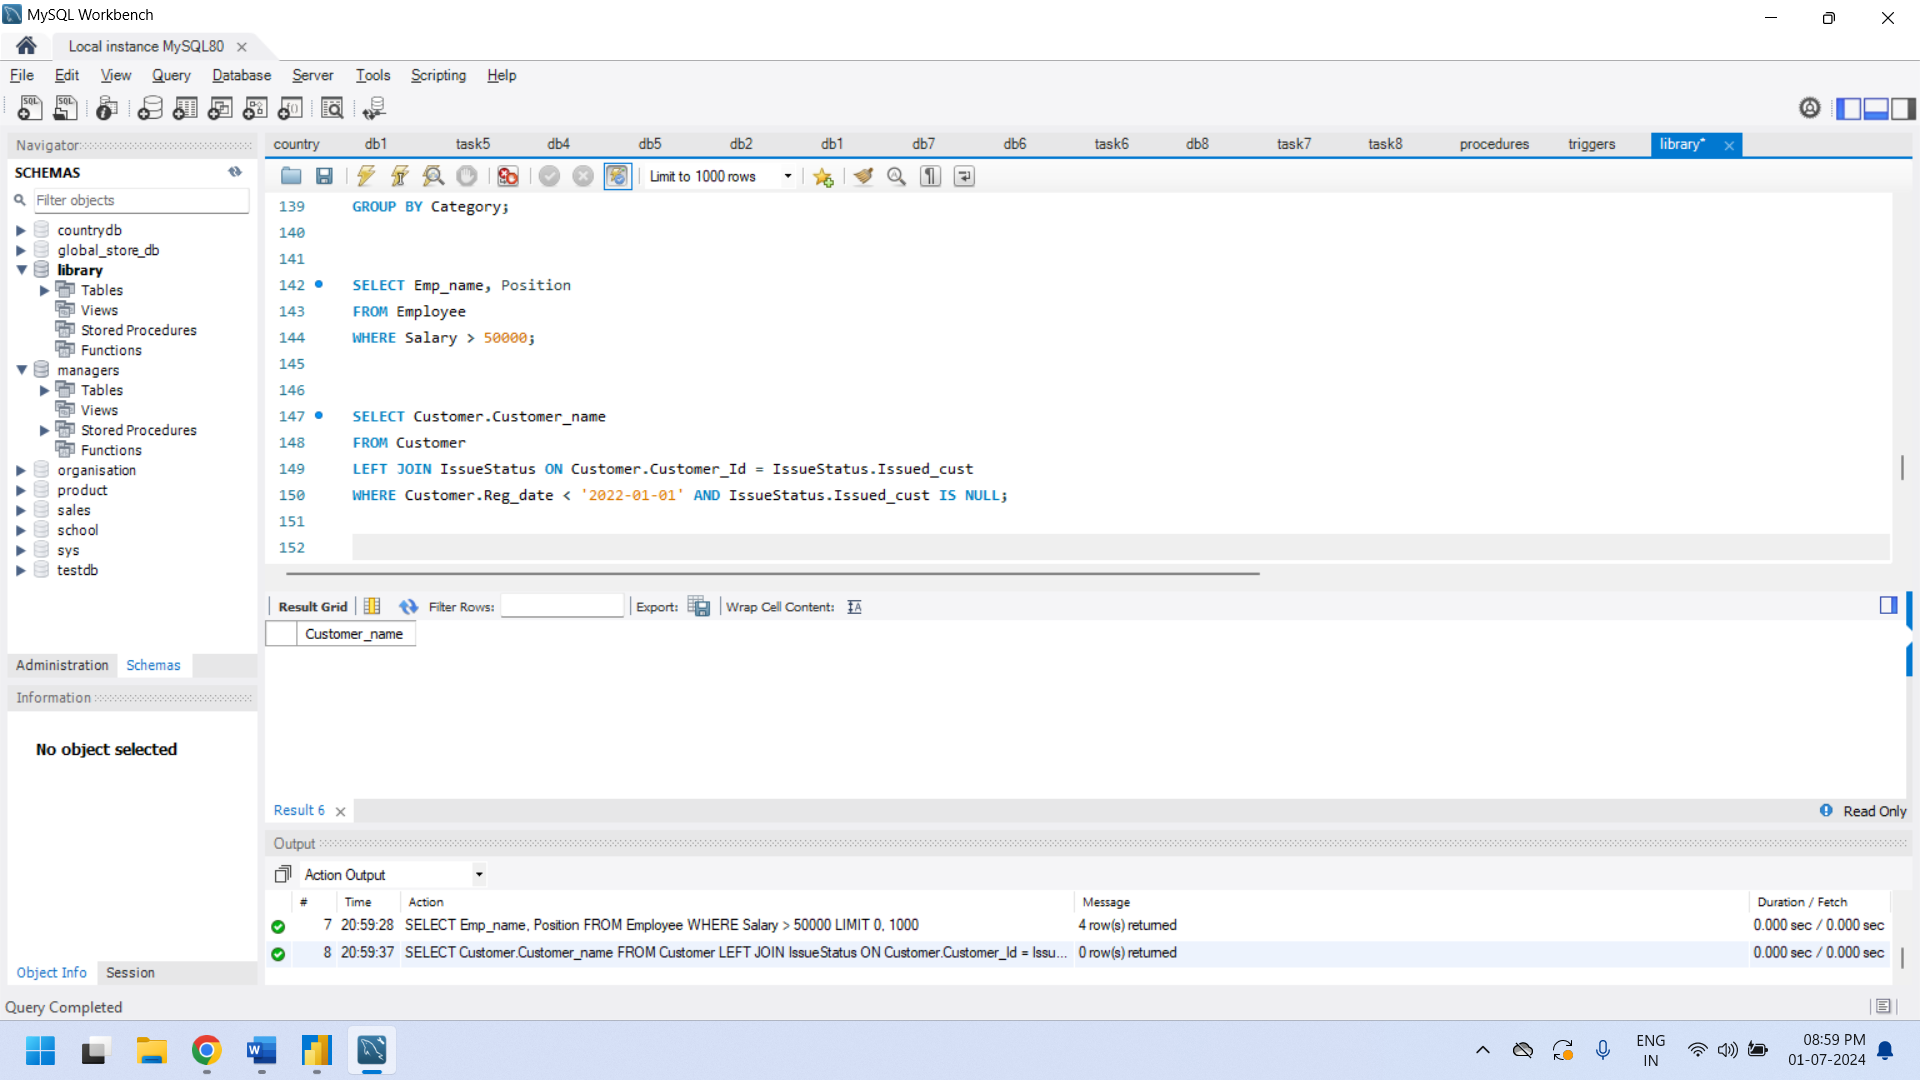 MySQL Workbench
Local instance MySQL80
File Edit View Query Database Server Tools Scripting Help
Navigator
country db1 task5 db4 db5 db2 db1 db7 db6 task6 db8 task7 task8 procedures triggers library*
SCHEMAS
Limit to 1000 rows
Filter objects
countrydb
global_store_db
library
Tables
Views
Stored Procedures
Functions
managers
Tables
Views
Stored Procedures
Functions
organisation
product
sales
school
sys
testdb
Administration Schemas
Information
No object selected
Object Info Session
139 GROUP BY Category;
140
141
142 SELECT Emp_name, Position
143 FROM Employee
144 WHERE Salary > 50000;
145
146
147 SELECT Customer.Customer_name
148 FROM Customer
149 LEFT JOIN IssueStatus ON Customer.Customer_Id = IssueStatus.Issued_cust
150 WHERE Customer.Reg_date < '2022-01-01' AND IssueStatus.Issued_cust IS NULL;
151
152
Result Grid Filter Rows: Export: Wrap Cell Content:
Customer_name
Result 6 Read Only
Output
Action Output
# Time Action Message Duration / Fetch
7 20:59:28 SELECT Emp_name, Position FROM Employee WHERE Salary > 50000 LIMIT 0, 1000 4 row(s) returned 0.000 sec / 0.000 sec
8 20:59:37 SELECT Customer.Customer_name FROM Customer LEFT JOIN IssueStatus ON Customer.Customer_Id = Issu... 0 row(s) returned 0.000 sec / 0.000 sec
Query Completed
ENG
IN
08:59 PM
01-07-2024